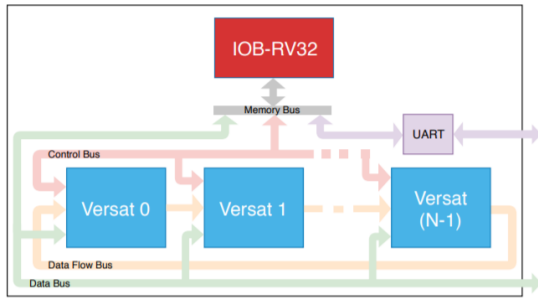 IOB-RV32
Memory Bus
UART
Control Bus
Versat 0
Versat 1
Versat
(N-1)
Data Flow Bus
Data Bus